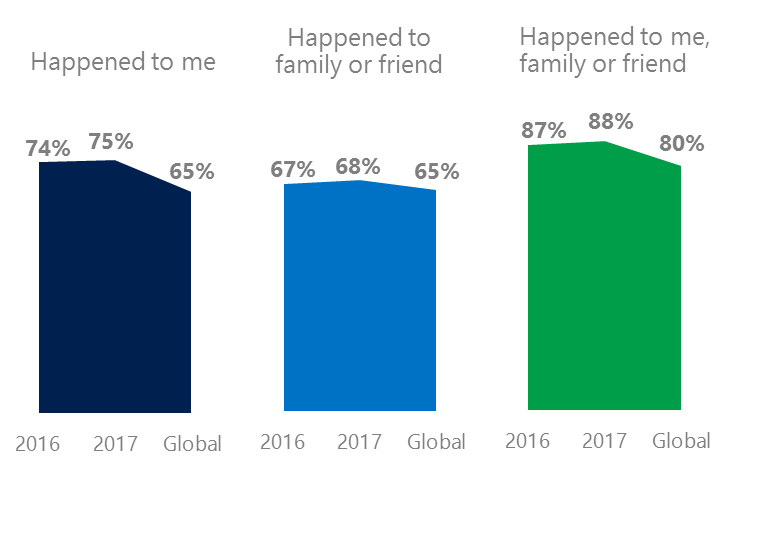 Happened to me
Happened to
family or friend
Happened to me,
family or friend
74%
75%
65%
67%
68%
65%
87%
88%
80%
2016
2017
Global
2016
2017
Global
2016
2017
Global